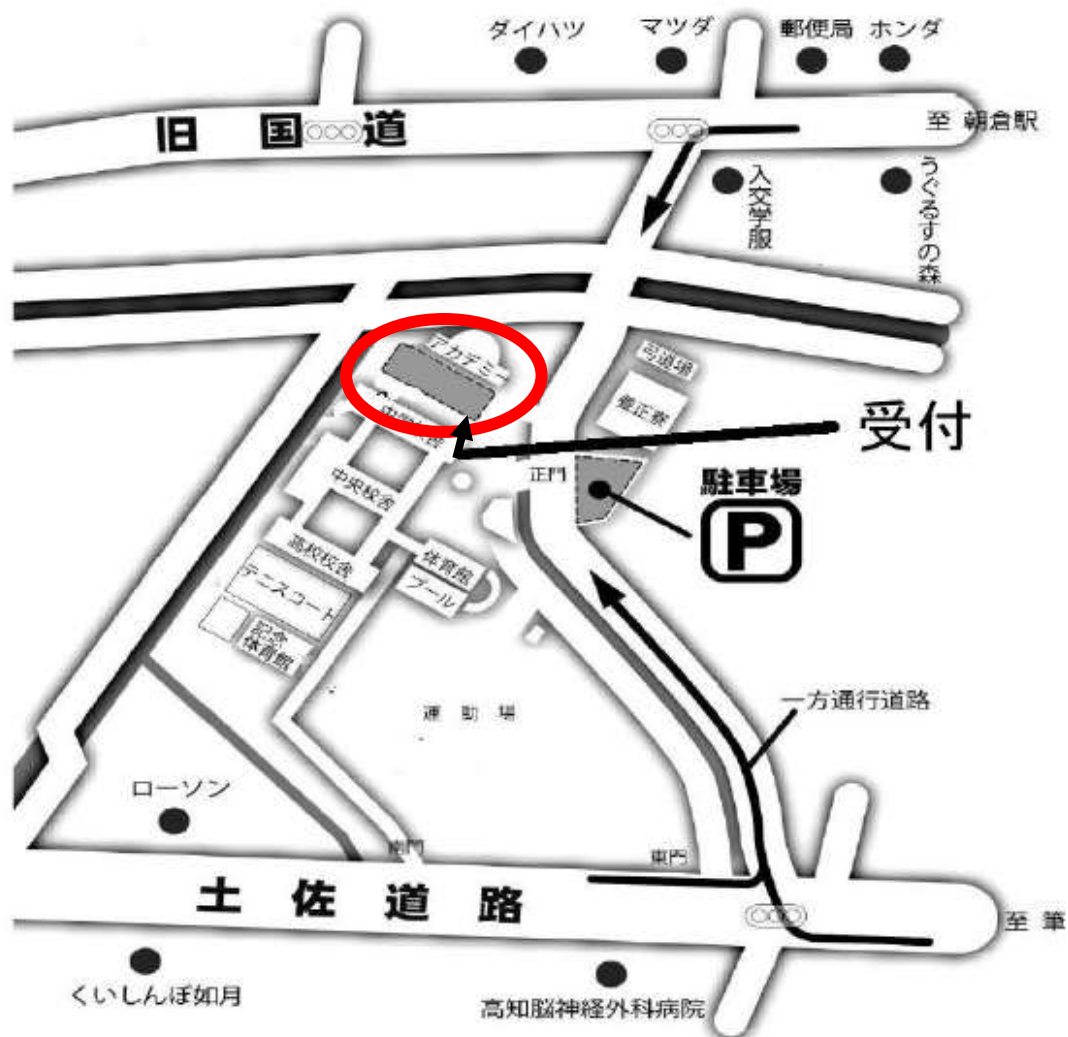 ダイハツ
マツダ
郵便局
ホンダ
旧国道
至 朝倉駅
入交学服
うぐるすの森
アカデミー
弓道場
受付
中央校舎
正門
駐車場
P
高校校舎
体育館
プール
テニスコート
記念
体育館
運動場
一方通行道路
ローソン
南門
東門
土佐道路
至 筆
くいしんぼ如月
高知脳神経外科病院